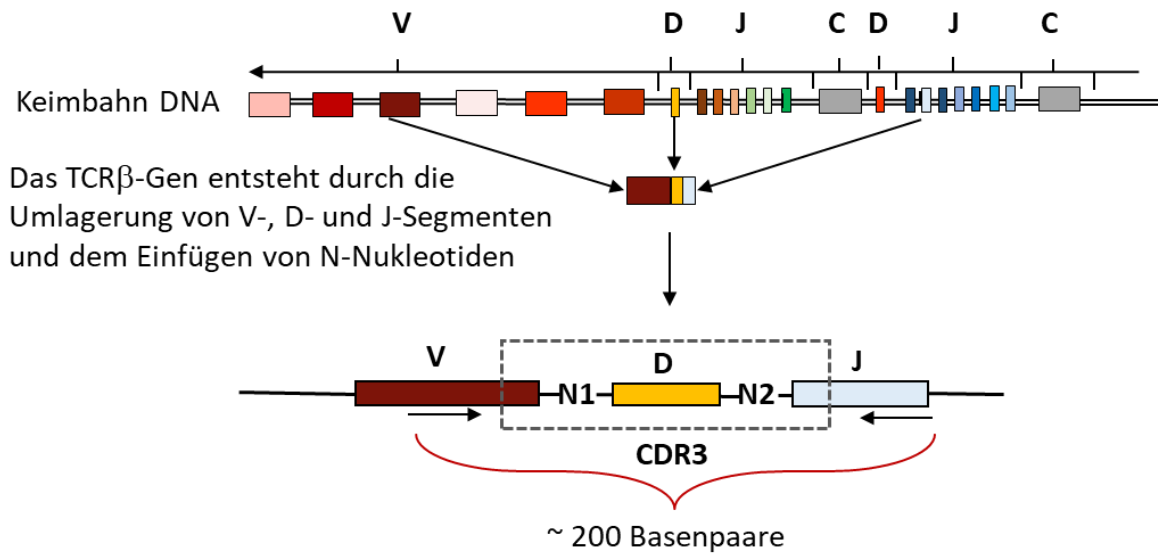 V D J C D J C
Keimbahn DNA
Das TCRβ-Gen entsteht durch die
Umlagerung von V-, D- und J-Segmenten
und dem Einfügen von N-Nukleotiden
V D J
N1 N2
CDR3
~ 200 Basenpaare